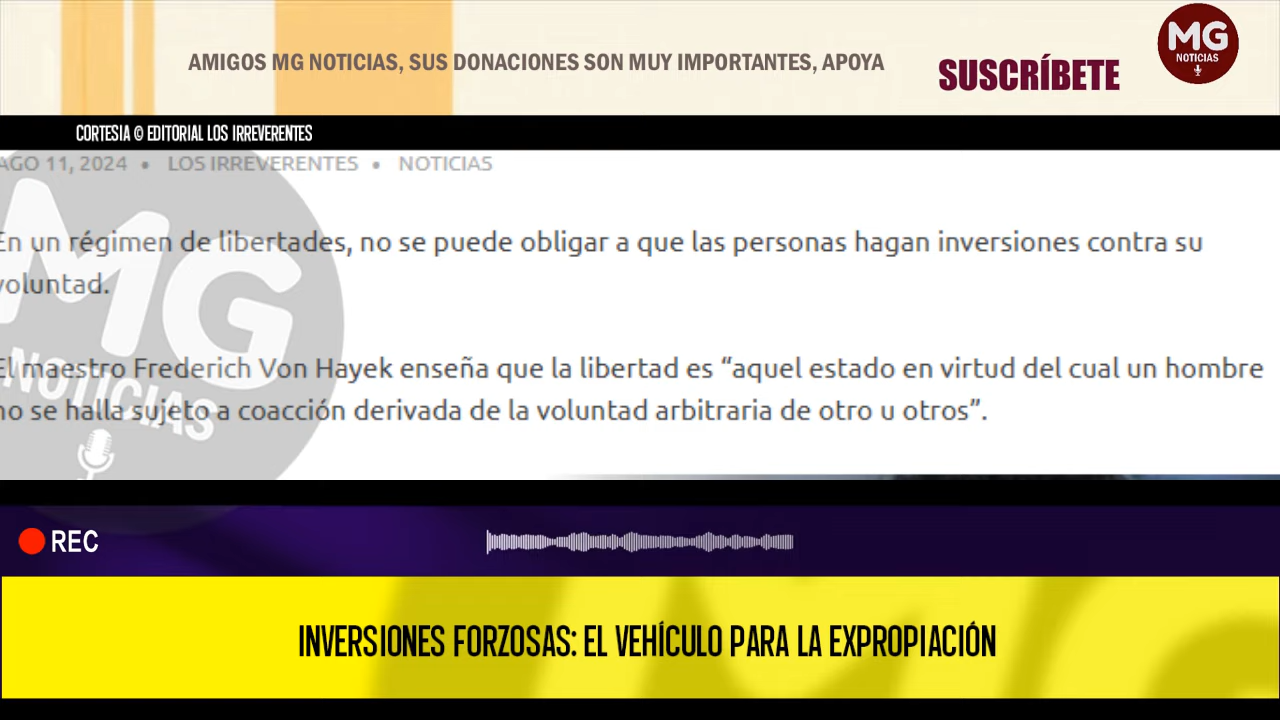 AMIGOS MG NOTICIAS, SUS DONACIONES SON MUY IMPORTANTES, APOYA
SUSCRÍBETE
MG
NOTICIAS
CORTESIA © EDITORIAL LOS IRREVERENTES
AGO 11, 2024 • LOS IRREVERENTES • NOTICIAS
En un régimen de libertades, no se puede obligar a que las personas hagan inversiones contra su
voluntad.
El maestro Frederich Von Hayek enseña que la libertad es “aquel estado en virtud del cual un hombre
no se halla sujeto a coacción derivada de la voluntad arbitraria de otro u otros”.
MG
NOTICIAS
REC
INVERSIONES FORZOSAS: EL VEHÍCULO PARA LA EXPROPIACIÓN